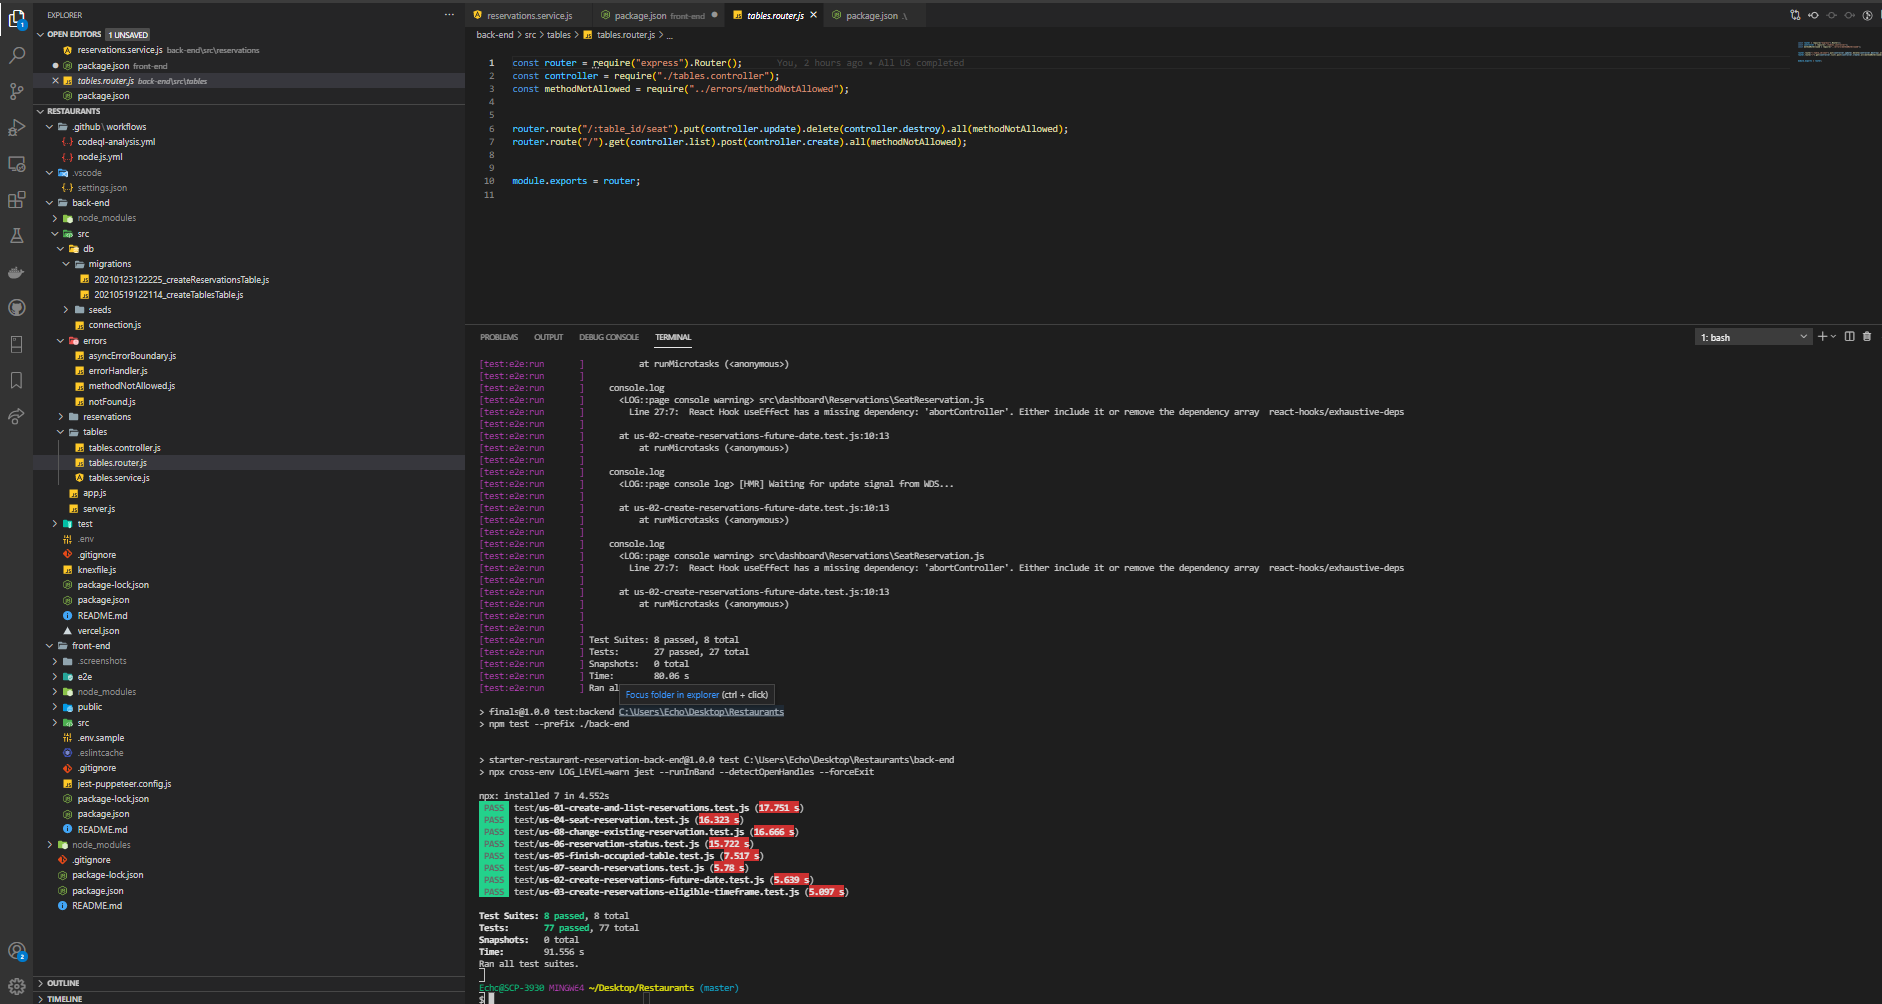 EXPLORER
OPEN EDITORS 1 UNSAVED
reservations.service.js back-end\src\reservations
package.json front-end
tables.router.js back-end\src\tables
package.json
RESTAURANTS
.github\workflows
codeql-analysis.yml
node.js.yml
.vscode
settings.json
back-end
node_modules
src
db
migrations
20210123122225_createReservationsTable.js
20210519122114_createTablesTable.js
seeds
connection.js
errors
asyncErrorBoundary.js
errorHandler.js
methodNotAllowed.js
notFound.js
reservations
tables
tables.controller.js
tables.router.js
tables.service.js
app.js
server.js
test
.env
.gitignore
knexfile.js
package-lock.json
package.json
README.md
vercel.json
front-end
.screenshots
e2e
node_modules
public
src
.env.sample
.eslintcache
.gitignore
jest-puppeteer.config.js
package-lock.json
package.json
README.md
node_modules
.gitignore
package-lock.json
package.json
README.md
OUTLINE
TIMELINE
1
2
reservations.service.js package.json front-end tables.router.js package.json .\
back-end > src > tables > tables.router.js > ...
1 const router = require("express").Router(); You, 2 hours ago • All US completed
2 const controller = require("./tables.controller");
3 const methodNotAllowed = require("../errors/methodNotAllowed");
4
5
6 router.route("/:table_id/seat").put(controller.update).delete(controller.destroy).all(methodNotAllowed);
7 router.route("/").get(controller.list).post(controller.create).all(methodNotAllowed);
8
9
10 module.exports = router;
11
PROBLEMS OUTPUT DEBUG CONSOLE TERMINAL 1: bash
[test:e2e:run ] at runMicrotasks (<anonymous>)
[test:e2e:run ]
[test:e2e:run ] console.log
[test:e2e:run ] <LOG::page console warning> src\dashboard\Reservations\SeatReservation.js
[test:e2e:run ] Line 27:7: React Hook useEffect has a missing dependency: 'abortController'. Either include it or remove the dependency array react-hooks/exhaustive-deps
[test:e2e:run ]
[test:e2e:run ] at us-02-create-reservations-future-date.test.js:10:13
[test:e2e:run ] at runMicrotasks (<anonymous>)
[test:e2e:run ]
[test:e2e:run ] console.log
[test:e2e:run ] <LOG::page console log> [HMR] Waiting for update signal from WDS...
[test:e2e:run ]
[test:e2e:run ] at us-02-create-reservations-future-date.test.js:10:13
[test:e2e:run ] at runMicrotasks (<anonymous>)
[test:e2e:run ]
[test:e2e:run ] console.log
[test:e2e:run ] <LOG::page console warning> src\dashboard\Reservations\SeatReservation.js
[test:e2e:run ] Line 27:7: React Hook useEffect has a missing dependency: 'abortController'. Either include it or remove the dependency array react-hooks/exhaustive-deps
[test:e2e:run ]
[test:e2e:run ] at us-02-create-reservations-future-date.test.js:10:13
[test:e2e:run ] at runMicrotasks (<anonymous>)
[test:e2e:run ]
[test:e2e:run ]
[test:e2e:run ] Test Suites: 8 passed, 8 total
[test:e2e:run ] Tests: 27 passed, 27 total
[test:e2e:run ] Snapshots: 0 total
[test:e2e:run ] Time: 80.06 s
[test:e2e:run ] Ran al
Focus folder in explorer (ctrl + click)
> finals@1.0.0 test:backend C:\Users\Echo\Desktop\Restaurants
> npm test --prefix ./back-end
> starter-restaurant-reservation-back-end@1.0.0 test C:\Users\Echo\Desktop\Restaurants\back-end
> npx cross-env LOG_LEVEL=warn jest --runInBand --detectOpenHandles --forceExit
npx: installed 7 in 4.552s
PASS test/us-01-create-and-list-reservations.test.js (17.751 s)
PASS test/us-04-seat-reservation.test.js (16.323 s)
PASS test/us-08-change-existing-reservation.test.js (16.666 s)
PASS test/us-06-reservation-status.test.js (15.722 s)
PASS test/us-05-finish-occupied-table.test.js (7.517 s)
PASS test/us-07-search-reservations.test.js (5.78 s)
PASS test/us-02-create-reservations-future-date.test.js (5.639 s)
PASS test/us-03-create-reservations-eligible-timeframe.test.js (5.097 s)
Test Suites: 8 passed, 8 total
Tests: 77 passed, 77 total
Snapshots: 0 total
Time: 91.556 s
Ran all test suites.
Echo@SCP-3930 MINGW64 ~/Desktop/Restaurants (master)
$